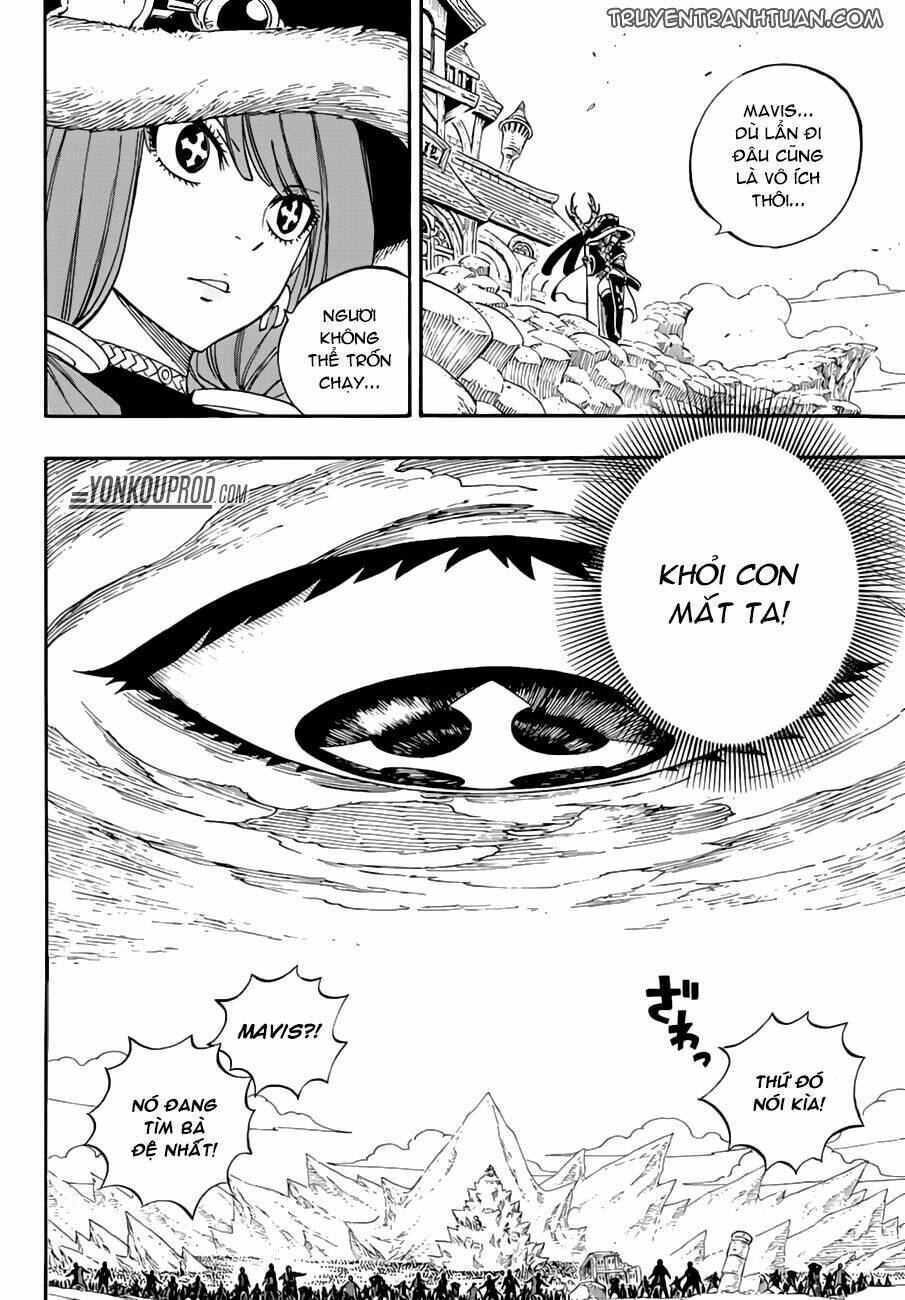 TRUYENTRANHTUAN.COM
MAVIS...
DÙ LẨN ĐI
ĐÂU CŨNG
LÀ VÔ ÍCH
THÔI...
NGƯƠI
KHÔNG
THỂ TRỐN
CHẠY...
YONKOUPROD.COM
KHỎI CON
MẮT TA!
MAVIS?!
NÓ ĐANG
TÌM BÀ
ĐỆ NHẤT!
ざわっ
THỨ ĐÓ
NÓI KÌA!